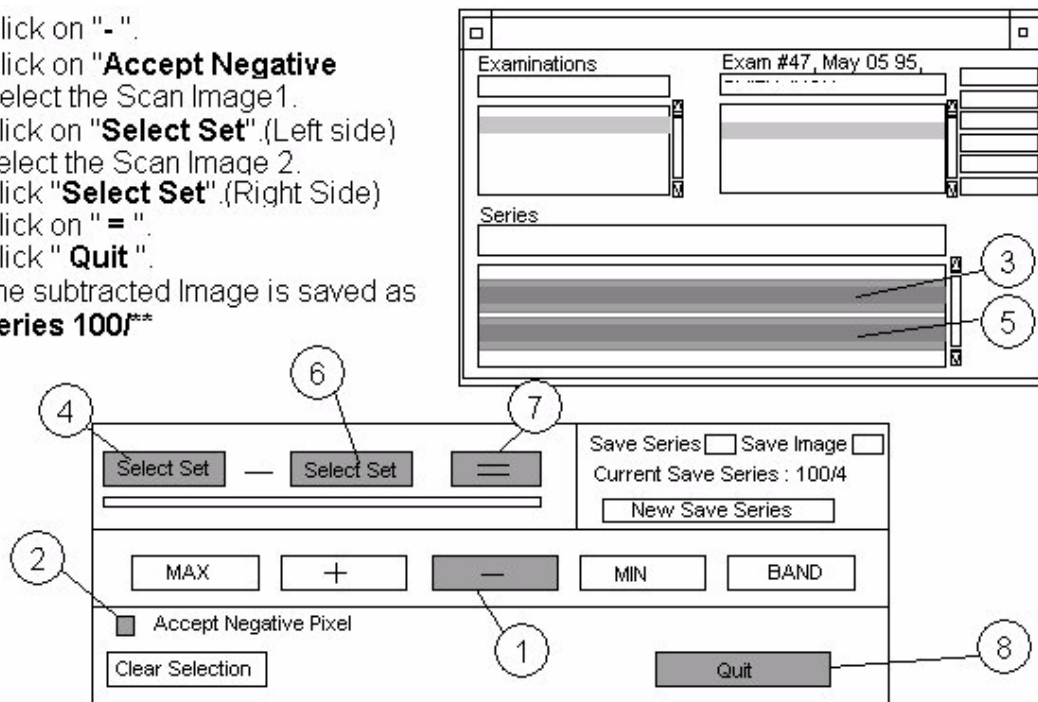 lick on "- ".
lick on "Accept Negative
elect the Scan Image1.
lick on "Select Set".(Left side)
elect the Scan Image 2.
lick "Select Set".(Right Side)
lick on " = ".
lick " Quit ".
he subtracted Image is saved as
eries 100/**
Examinations
Exam #47, May 05 95,
Series
3
5
6
4
7
Select Set — Select Set =
Save Series Save Image
Current Save Series : 100/4
New Save Series
2
MAX + — MIN BAND
Accept Negative Pixel
1
8
Clear Selection
Quit